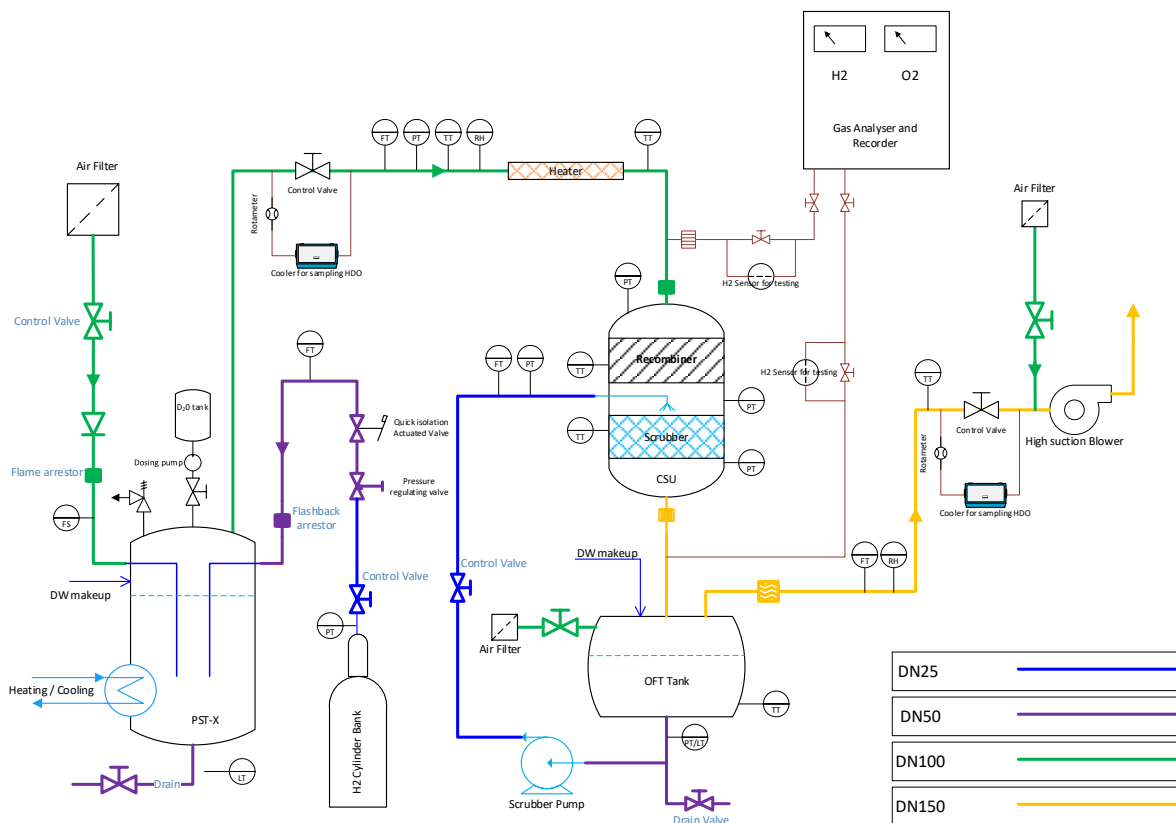 H2
O2
Gas Analyser and
Recorder
FT
PT
TT
RH
TT
Air Filter
Control Valve
Heater
Air Filter
Rotameter
Cooler for sampling HDO
H2 Sensor for testing
PT
Control Valve
FT
FT
PT
Recombiner
TT
H2 Sensor for testing
TT
D₂0 tank
Quick isolation
Actuated Valve
PT
Control Valve
TT
Scrubber
High suction Blower
Dosing pump
Rotameter
Flame arrestor
Pressure
regulating valve
PT
CSU
FS
Flashback
arrestor
Cooler for sampling HDO
DW makeup
Control Valve
Control Valve
DW makeup
FT
RH
PT
Air Filter
Heating / Cooling
OFT Tank
DN25
PST-X
TT
DN50
PT/LT
LT
Drain
H2 Cylinder Bank
DN100
Scrubber Pump
Drain Valve
DN150